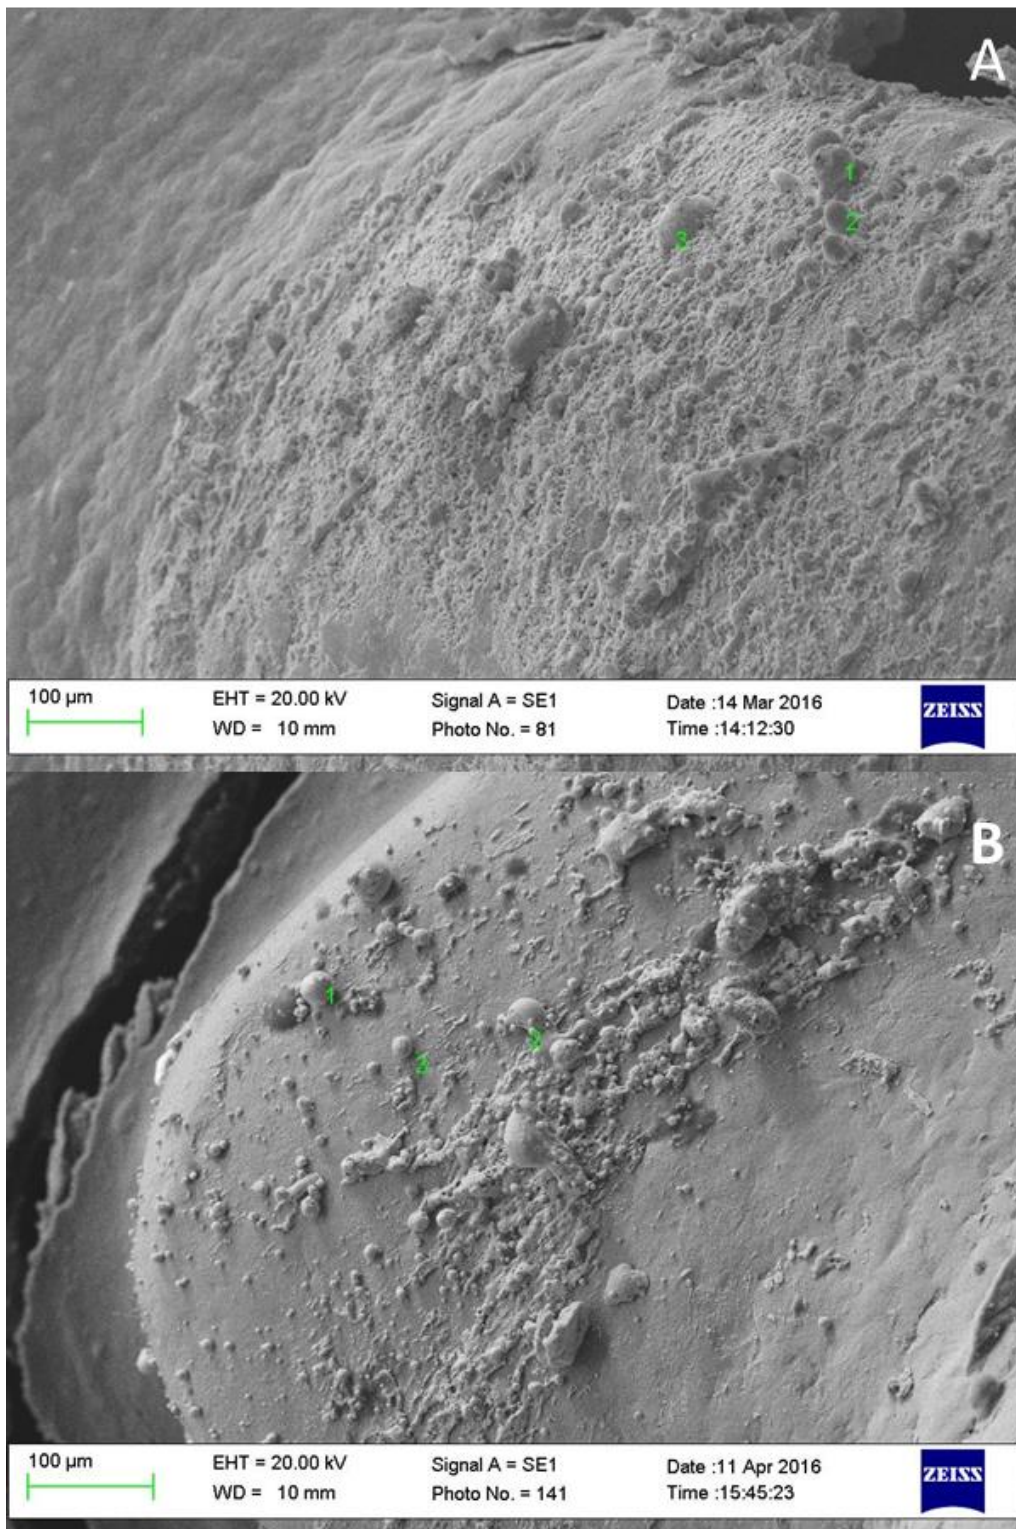 A
1
2
3
100 µm
EHT = 20.00 kV
Signal A = SE1
Date :14 Mar 2016
WD = 10 mm
Photo No. = 81
Time :14:12:30
ZEISS
B
1
2
3
100 µm
EHT = 20.00 kV
Signal A = SE1
Date :11 Apr 2016
WD = 10 mm
Photo No. = 141
Time :15:45:23
ZEISS